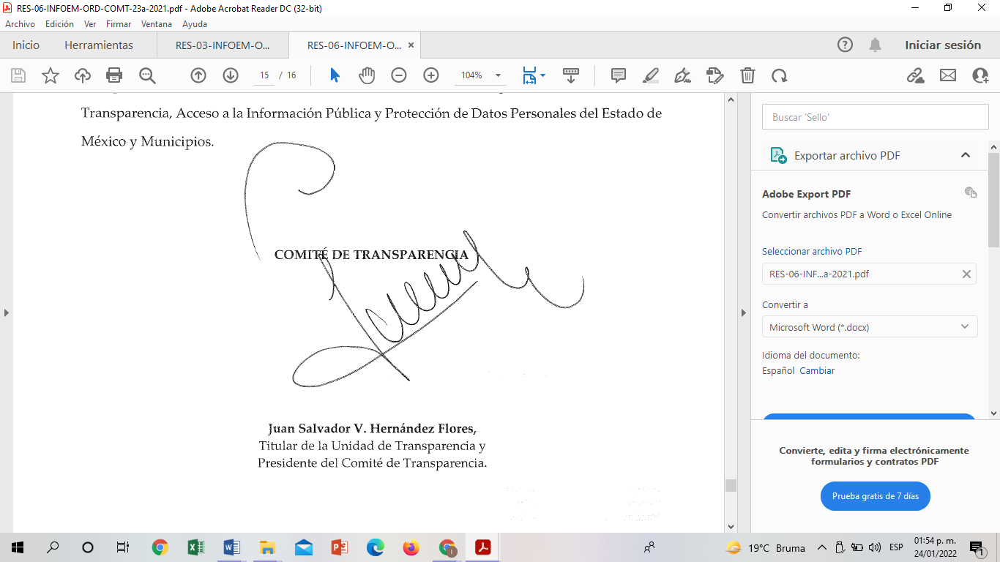 RES-06-INFOEM-ORD-COMT-23a-2021.pdf - Adobe Acrobat Reader DC (32-bit)
Archivo Edición Ver Firmar Ventana Ayuda
Inicio Herramientas RES-03-INFOEM-O... RES-06-INFOEM-O... × Iniciar sesión
15 / 16 104%
Transparencia, Acceso a la Información Pública y Protección de Datos Personales del Estado de
México y Municipios.
COMITÉ DE TRANSPARENCIA
Juan Salvador V. Hernández Flores,
Titular de la Unidad de Transparencia y
Presidente del Comité de Transparencia.
Buscar 'Sello'
Exportar archivo PDF
Adobe Export PDF
Convertir archivos PDF a Word o Excel Online
Seleccionar archivo PDF
RES-06-INF...a-2021.pdf
Convertir a
Microsoft Word (*.docx)
Idioma del documento:
Español Cambiar
Convierte, edita y firma electrónicamente
formularios y contratos PDF
Prueba gratis de 7 días
19°C Bruma ESP 01:54 p. m.
24/01/2022
1